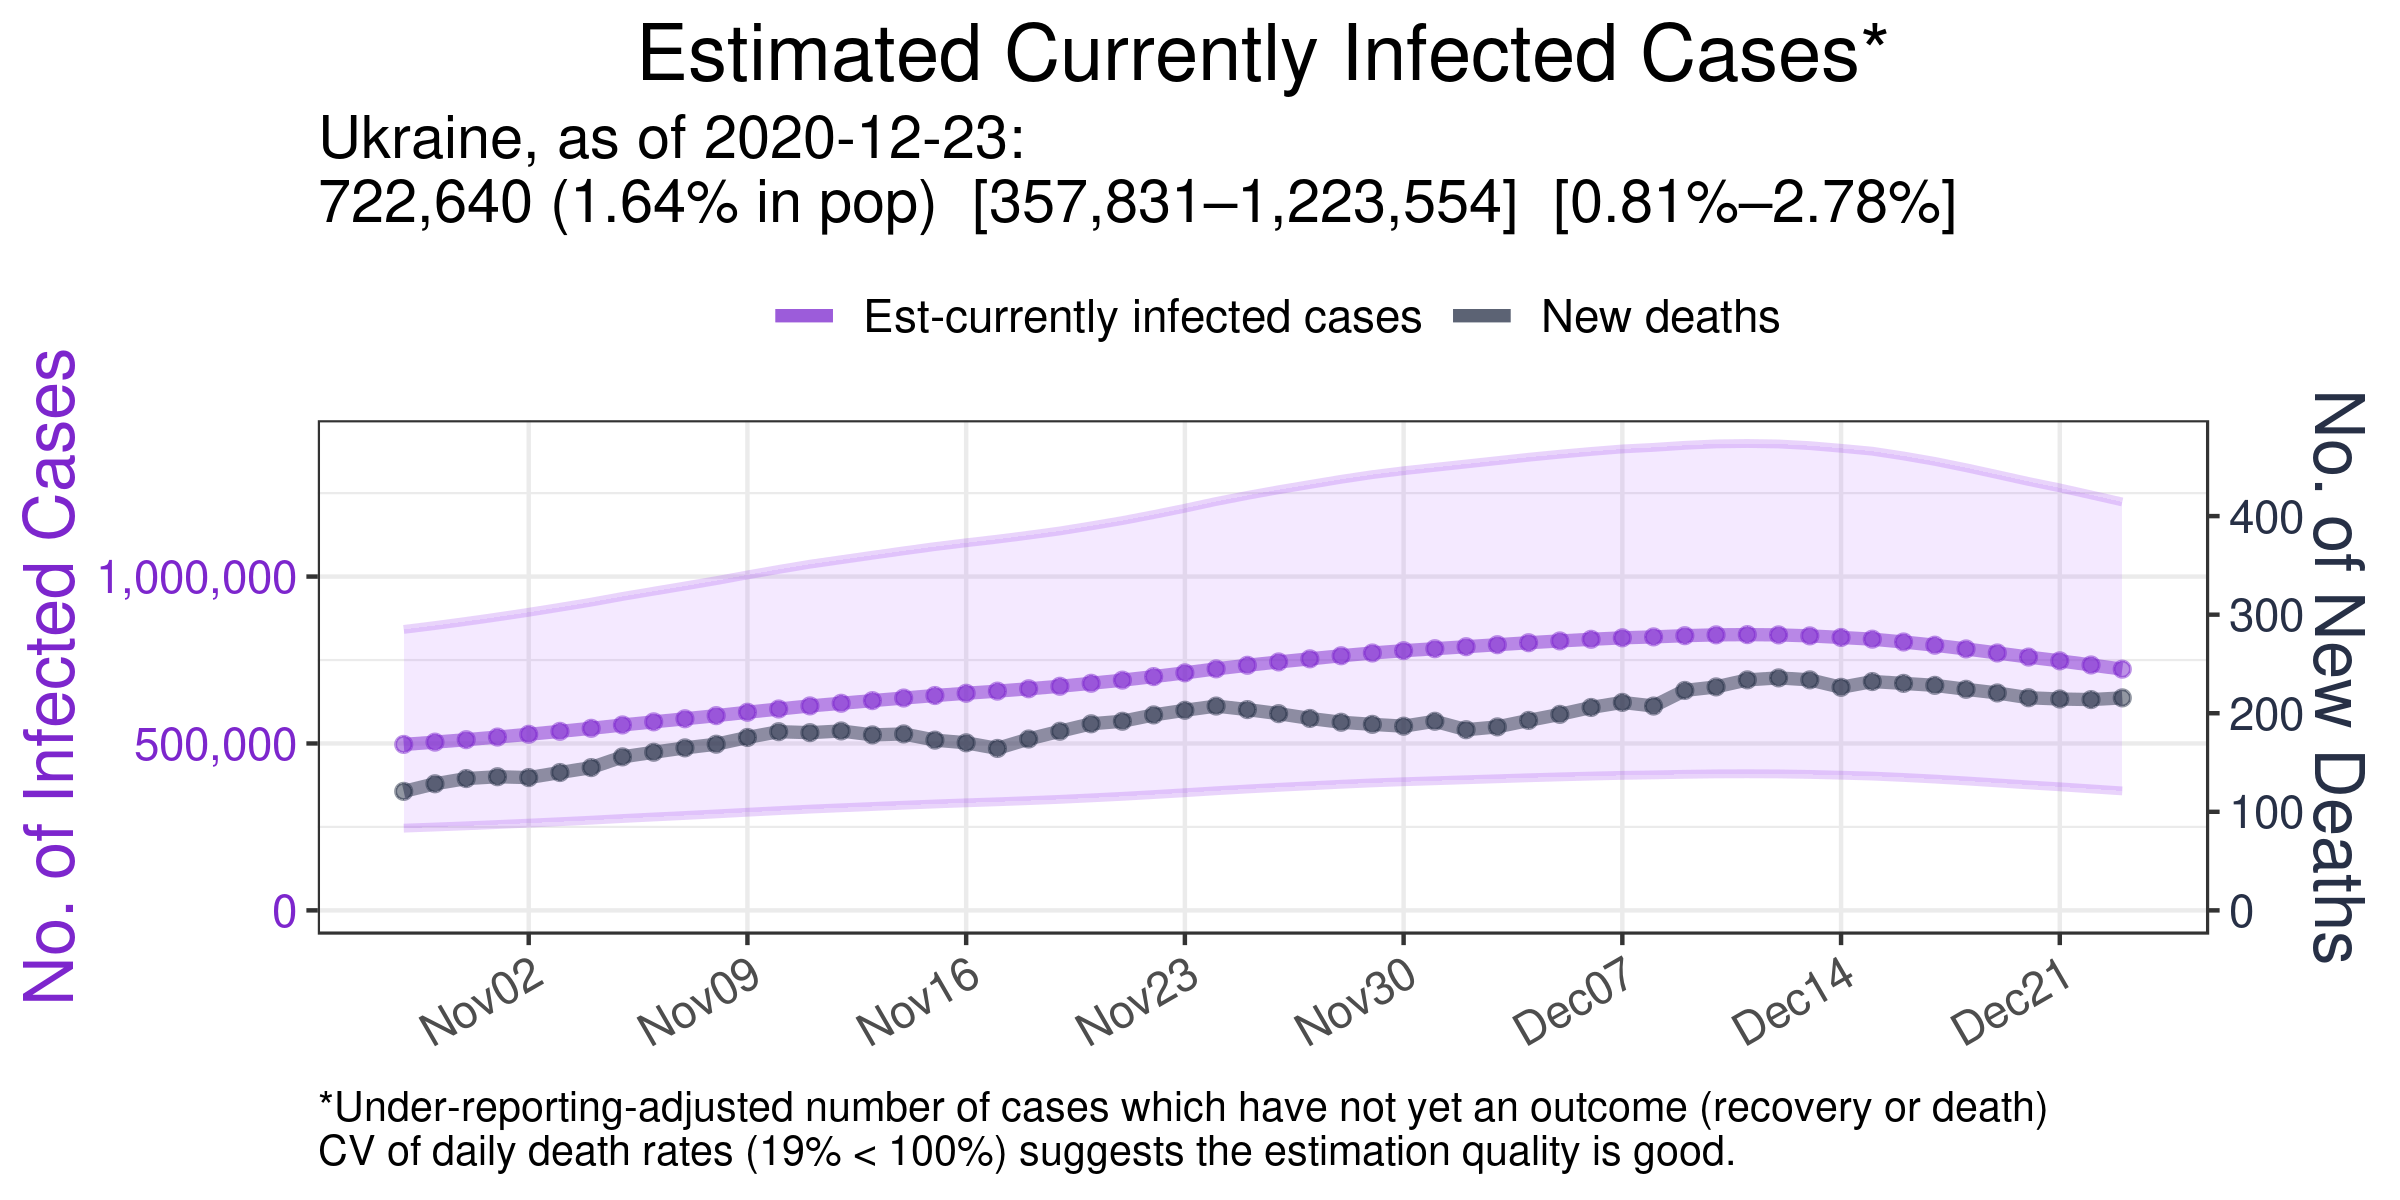 Estimated Currently Infected Cases*
Ukraine, as of 2020-12-23:
722,640 (1.64% in pop) [357,831–1,223,554] [0.81%–2.78%]
Est-currently infected cases New deaths
No. of Infected Cases
1,000,000
500,000
0
400
300
200
100
0
No. of New Deaths
Nov02 Nov09 Nov16 Nov23 Nov30 Dec07 Dec14 Dec21
*Under-reporting-adjusted number of cases which have not yet an outcome (recovery or death)
CV of daily death rates (19% < 100%) suggests the estimation quality is good.